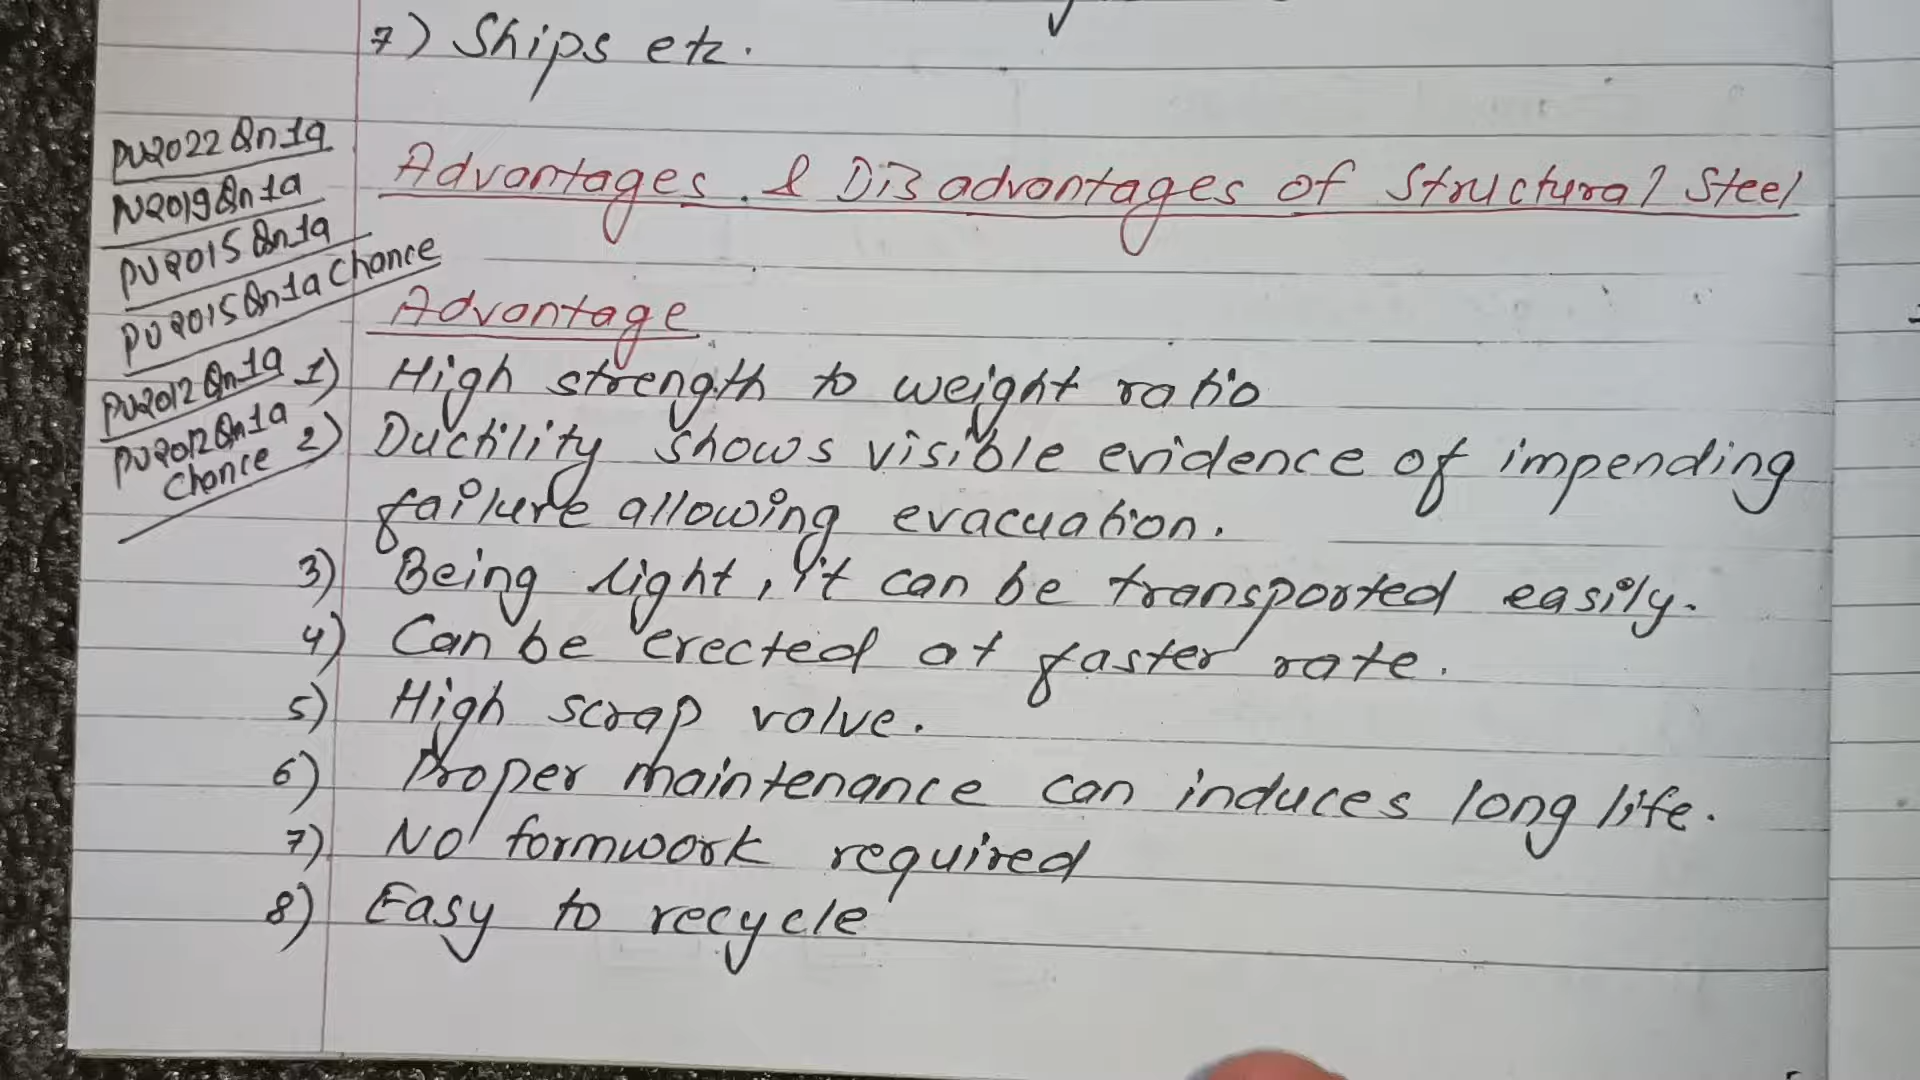 7) Ships etc.
PU2022 Qn1a
PU2019 Qn1a
PU2015 Qn1a
PU2015 Qn1a Chance
PU2012 Qn1a
PU2012 Qn1a
Chance
Advantages & Disadvantages of Structural Steel
Advantage
1) High strength to weight ratio
2) Ductility shows visible evidence of impending
failure allowing evacuation.
3) Being light, it can be transported easily.
4) Can be erected at faster rate.
5) High scrap value.
6) Proper maintenance can induces long life.
7) No formwork required
8) Easy to recycle